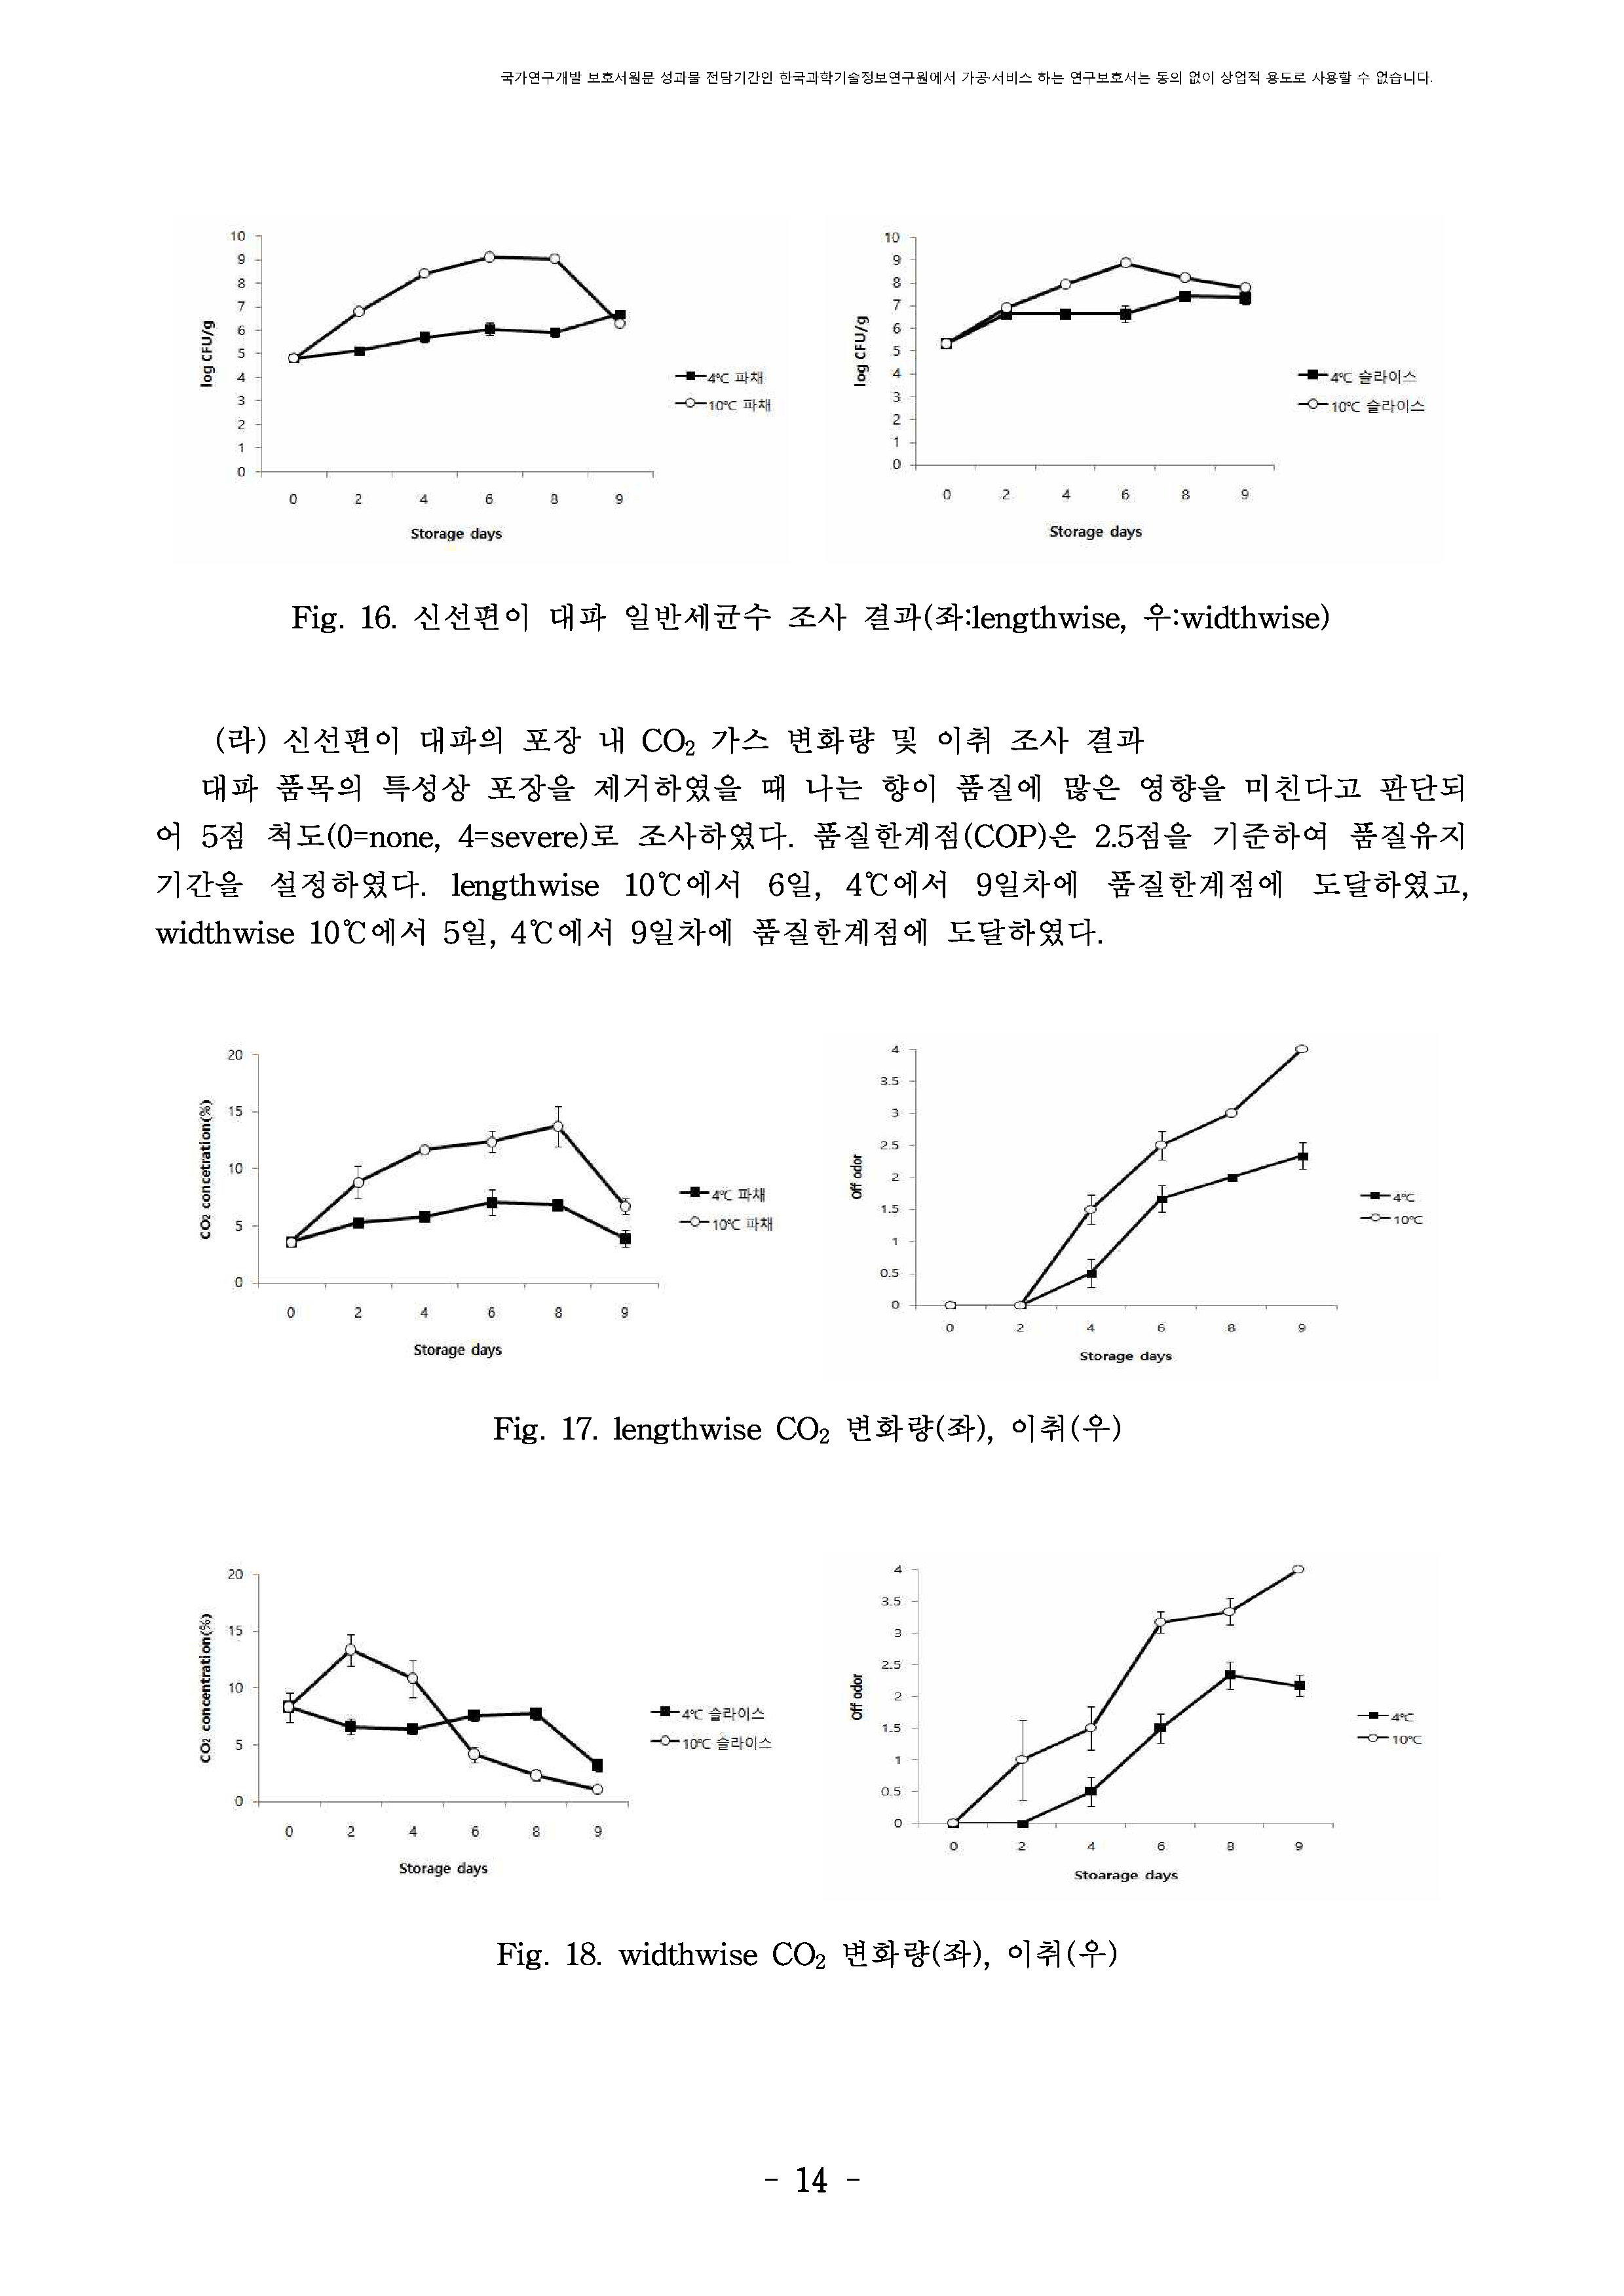 국가연구개발 보호서원문 성과물 전담기간인 한국과학기술정보연구원에서 가공·서비스 하는 연구보호서는 동의 없이 상업적 용도로 사용할 수 없습니다.
10
9
8
7
6
5
4
3
2
1
0
log CFU/g
0 2 4 6 8 9
Storage days
4℃ 파채
10℃ 파채
10
9
8
7
6
5
4
3
2
1
0
log CFU/g
0 2 4 6 8 9
Storage days
4℃ 슬라이스
10℃ 슬라이스
Fig. 16. 신선편이 대파 일반세균수 조사 결과(좌:lengthwise, 우:widthwise)
(라) 신선편이 대파의 포장 내 CO₂ 가스 변화량 및 이취 조사 결과
대파 품목의 특성상 포장을 제거하였을 때 나는 향이 품질에 많은 영향을 미친다고 판단되
어 5점 척도(0=none, 4=severe)로 조사하였다. 품질한계점(COP)은 2.5점을 기준하여 품질유지
기간을 설정하였다. lengthwise 10℃에서 6일, 4℃에서 9일차에 품질한계점에 도달하였고,
widthwise 10℃에서 5일, 4℃에서 9일차에 품질한계점에 도달하였다.
20
15
10
5
0
CO₂ concetration(%)
0 2 4 6 8 9
Storage days
4℃ 파채
10℃ 파채
4
3.5
3
2.5
2
1.5
1
0.5
0
Off odor
0 2 4 6 8 9
Storage days
4℃
10℃
Fig. 17. lengthwise CO₂ 변화량(좌), 이취(우)
20
15
10
5
0
CO₂ concentration(%)
0 2 4 6 8 9
Storage days
4℃ 슬라이스
10℃ 슬라이스
4
3.5
3
2.5
2
1.5
1
0.5
0
Off odor
0 2 4 6 8 9
Stoarage days
4℃
10℃
Fig. 18. widthwise CO₂ 변화량(좌), 이취(우)
- 14 -